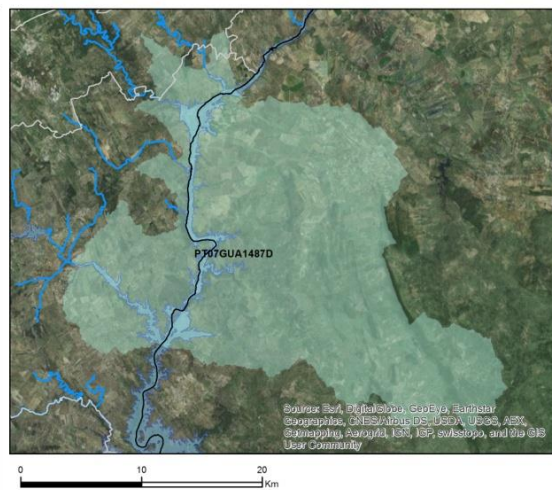 PT07GUA1487D
Source: Esri, DigitalGlobe, GeoEye, Earthstar
Geographics, CNES/Airbus DS, USDA, USGS, AEX,
Getmapping, Aerogrid, IGN, IGP, swisstopo, and the GIS
User Community
0 10 20
Km